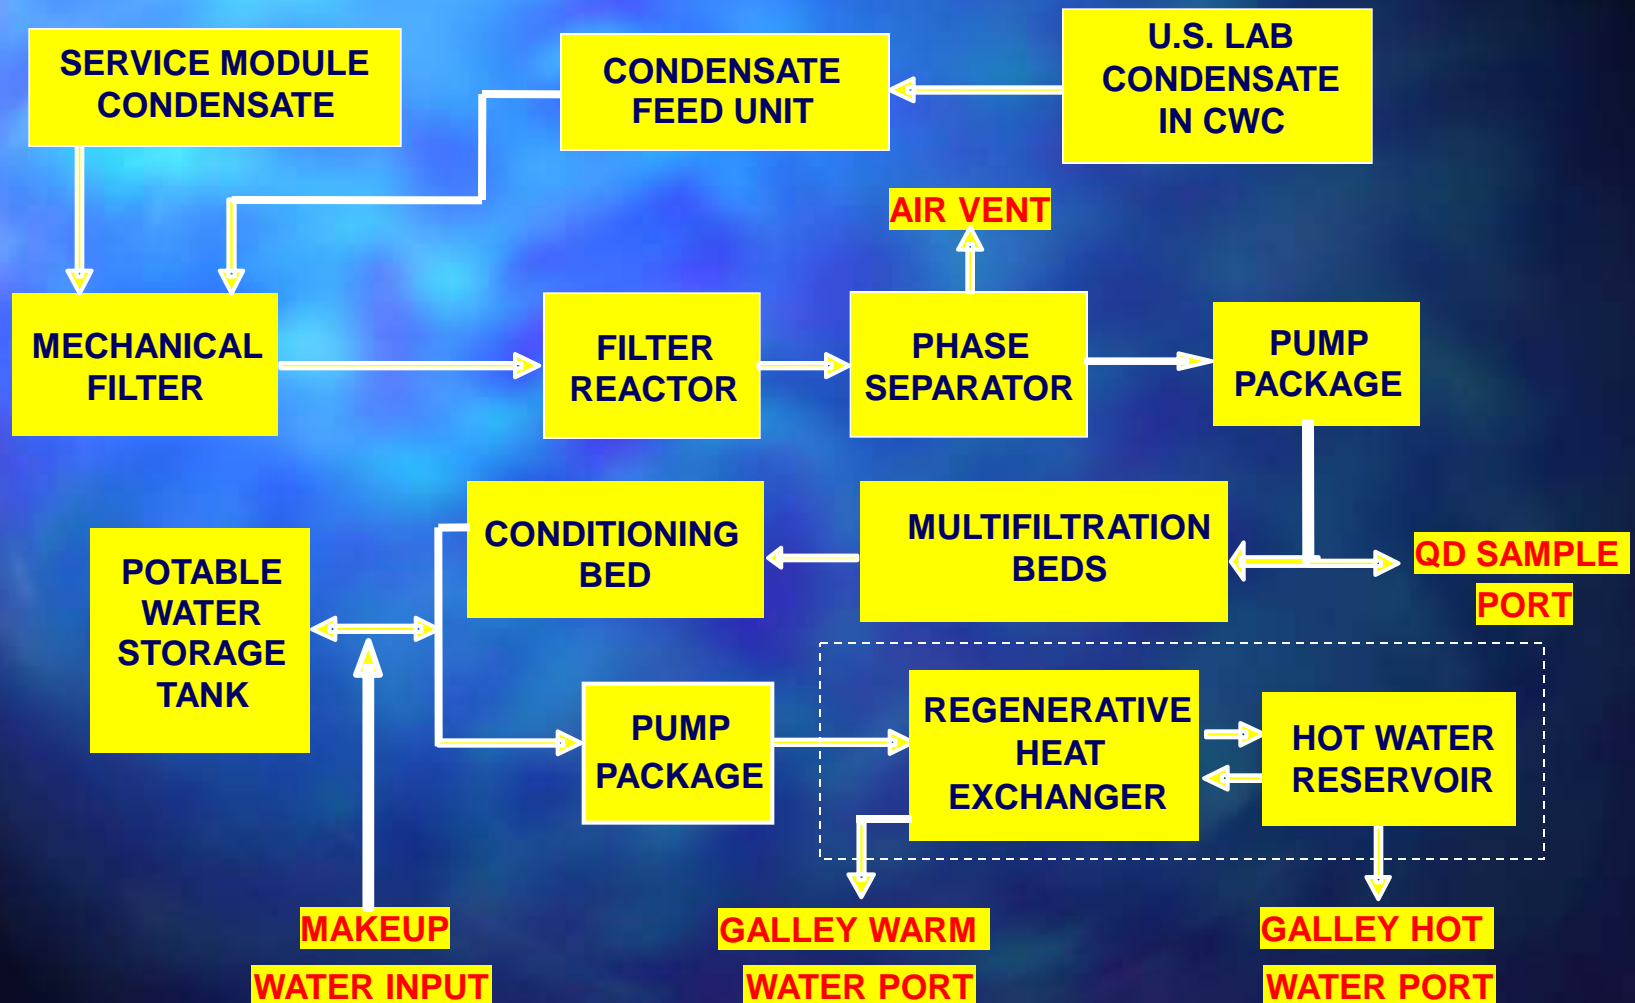 SERVICE MODULE
CONDENSATE
CONDENSATE
FEED UNIT
U.S. LAB
CONDENSATE
IN CWC
AIR VENT
MECHANICAL
FILTER
FILTER
REACTOR
PHASE
SEPARATOR
PUMP
PACKAGE
POTABLE
WATER
STORAGE
TANK
CONDITIONING
BED
MULTIFILTRATION
BEDS
QD SAMPLE
PORT
PUMP
PACKAGE
REGENERATIVE
HEAT
EXCHANGER
HOT WATER
RESERVOIR
MAKEUP
WATER INPUT
GALLEY WARM
WATER PORT
GALLEY HOT
WATER PORT